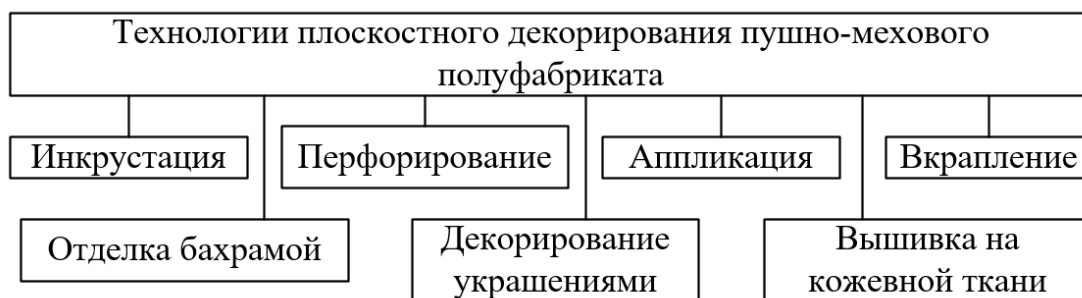 Технологии плоскостного декорирования пушно-мехового
полуфабриката
Инкрустация
Перфорирование
Аппликация
Вкрапление
Отделка бахрамой
Декорирование
украшениями
Вышивка на
кожевной ткани